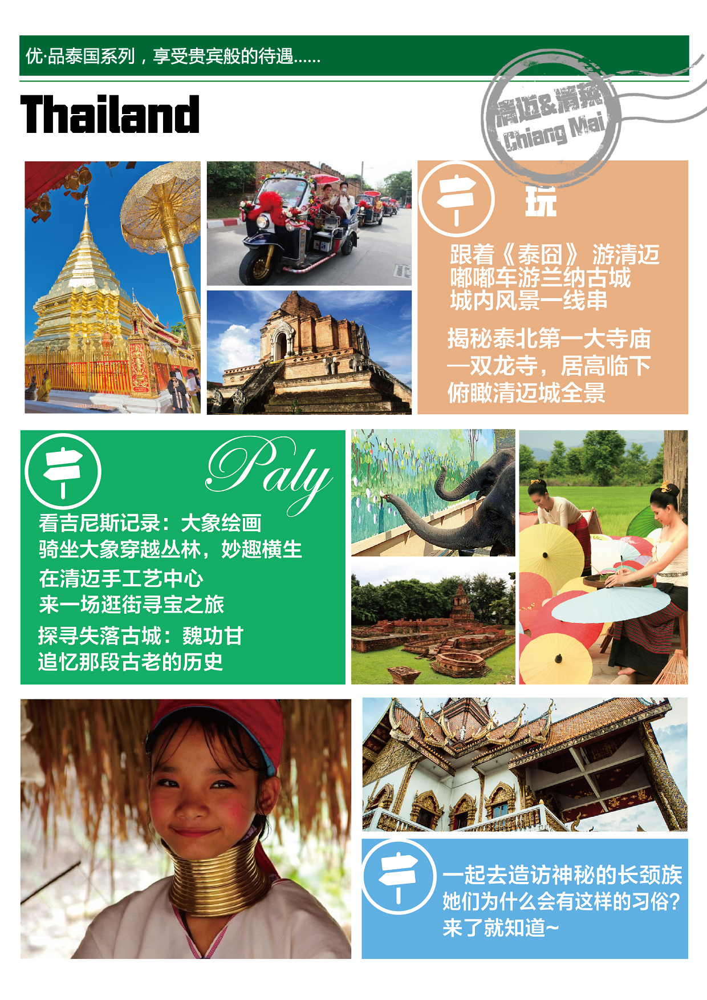 优·品泰国系列，享受贵宾般的待遇......
Thailand
清迈&清莱
Chiang Mai
玩
跟着《泰囧》 游清迈
嘟嘟车游兰纳古城
城内风景一线串
揭秘泰北第一大寺庙
—双龙寺，居高临下
俯瞰清迈城全景
Paly
看吉尼斯记录：大象绘画
骑坐大象穿越丛林，妙趣横生
在清迈手工艺中心
来一场逛街寻宝之旅
探寻失落古城：魏功甘
追忆那段古老的历史
一起去造访神秘的长颈族
她们为什么会有这样的习俗?
来了就知道~